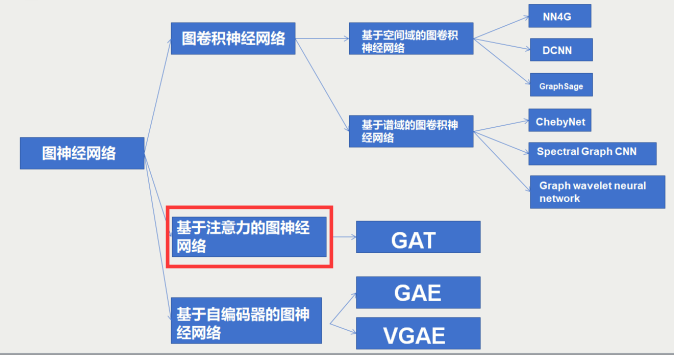 图神经网络
图卷积神经网络
基于空间域的图卷积
神经网络
NN4G
DCNN
GraphSage
基于谱域的图卷积神
经网络
ChebyNet
Spectral Graph CNN
Graph wavelet neural
network
基于注意力的图神经
网络
GAT
基于自编码器的图神
经网络
GAE
VGAE